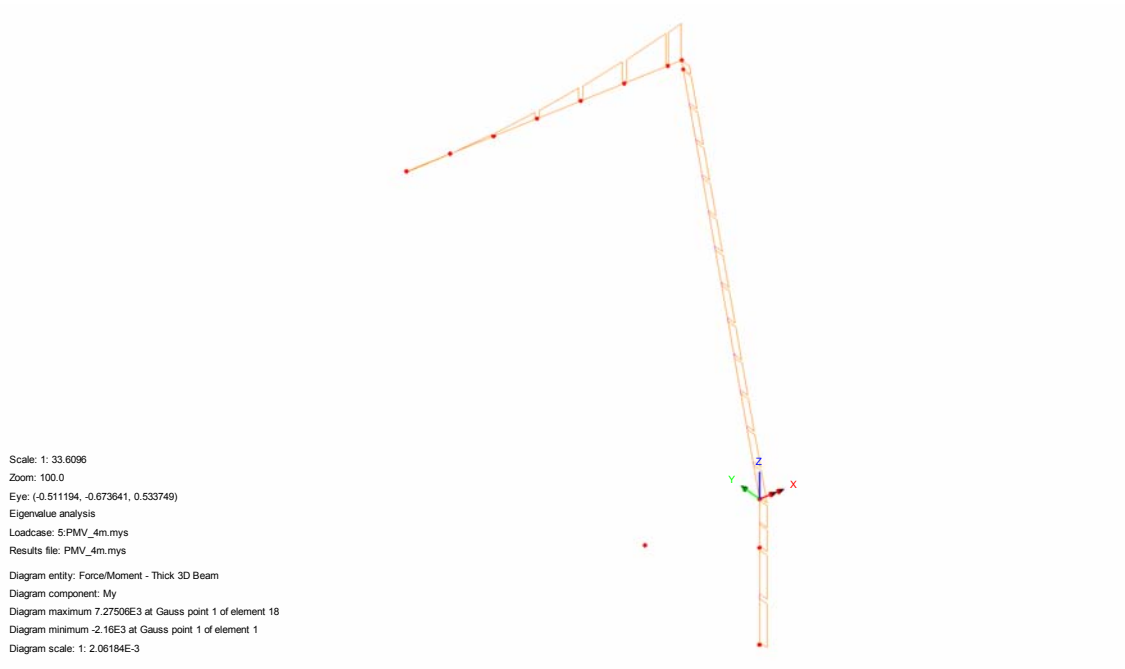 Z
Y
X
Scale: 1: 33.6096
Zoom: 100.0
Eye: (-0.511194, -0.673641, 0.533749)
Eigenvalue analysis
Loadcase: 5:PMV_4m.mys
Results file: PMV_4m.mys
Diagram entity: Force/Moment - Thick 3D Beam
Diagram component: My
Diagram maximum 7.27506E3 at Gauss point 1 of element 18
Diagram minimum -2.16E3 at Gauss point 1 of element 1
Diagram scale: 1: 2.06184E-3